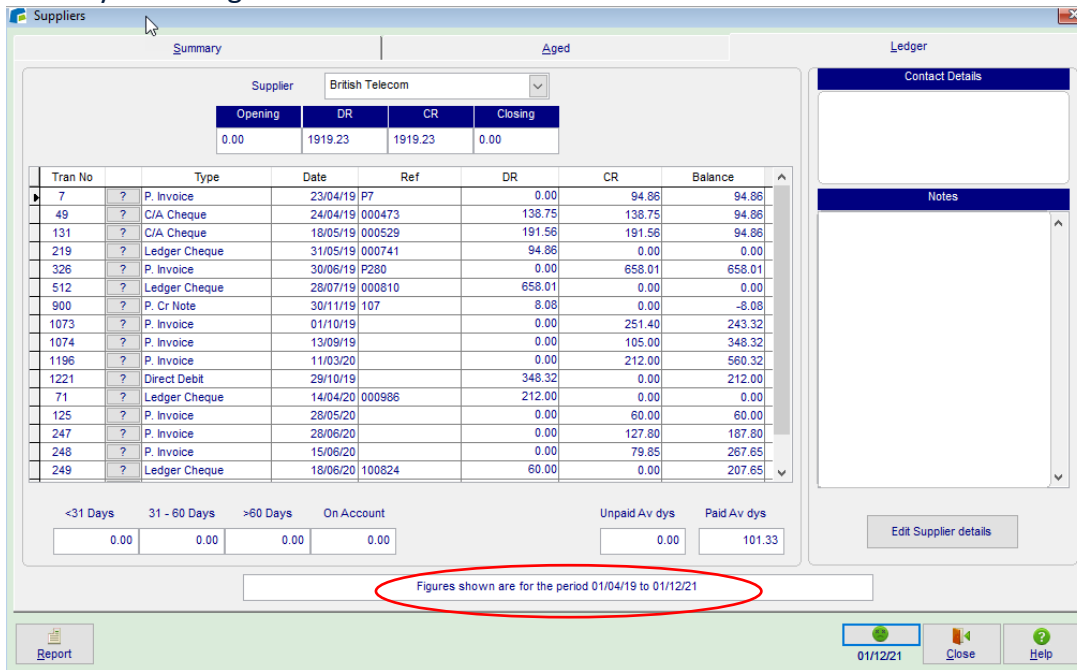 Suppliers
Summary Aged Ledger
Supplier British Telecom
Opening DR CR Closing
0.00 1919.23 1919.23 0.00
Contact Details
Notes
Tran No Type Date Ref DR CR Balance
7 ? P. Invoice 23/04/19 P7 0.00 94.86 94.86
49 ? C/A Cheque 24/04/19 000473 138.75 138.75 94.86
131 ? C/A Cheque 18/05/19 000529 191.56 191.56 94.86
219 ? Ledger Cheque 31/05/19 000741 94.86 0.00 0.00
326 ? P. Invoice 30/06/19 P280 0.00 658.01 658.01
512 ? Ledger Cheque 28/07/19 000810 658.01 0.00 0.00
900 ? P. Cr Note 30/11/19 107 8.08 0.00 -8.08
1073 ? P. Invoice 01/10/19 0.00 251.40 243.32
1074 ? P. Invoice 13/09/19 0.00 105.00 348.32
1196 ? P. Invoice 11/03/20 0.00 212.00 560.32
1221 ? Direct Debit 29/10/19 348.32 0.00 212.00
71 ? Ledger Cheque 14/04/20 000986 212.00 0.00 0.00
125 ? P. Invoice 28/05/20 0.00 60.00 60.00
247 ? P. Invoice 28/06/20 0.00 127.80 187.80
248 ? P. Invoice 15/06/20 0.00 79.85 267.65
249 ? Ledger Cheque 18/06/20 100824 60.00 0.00 207.65
<31 Days 31 - 60 Days >60 Days On Account Unpaid Av dys Paid Av dys
0.00 0.00 0.00 0.00 0.00 101.33
Edit Supplier details
Figures shown are for the period 01/04/19 to 01/12/21
Report 01/12/21 Close Help